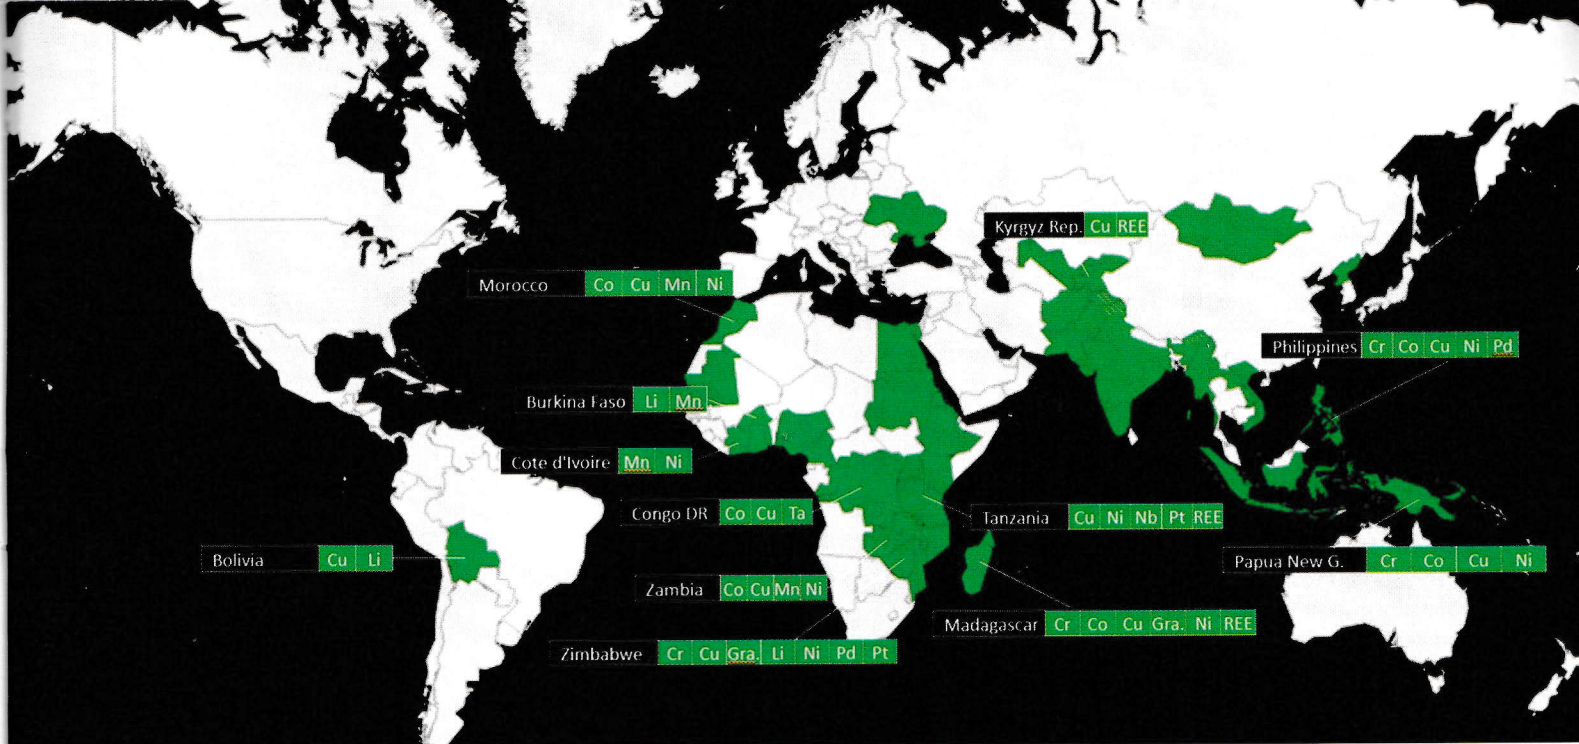 Kyrgyz Rep. Cu REE
Morocco Co Cu Mn Ni
Philippines Cr Co Cu Ni Pd
Burkina Faso Li Mn
Cote d'Ivoire Mn Ni
Congo DR Co Cu Ta
Tanzania Cu Ni Nb Pt REE
Bolivia Cu Li
Papua New G. Cr Co Cu Ni
Zambia Co Cu Mn Ni
Madagascar Cr Co Cu Gra. Ni REE
Zimbabwe Cr Cu Gra. Li Ni Pd Pt